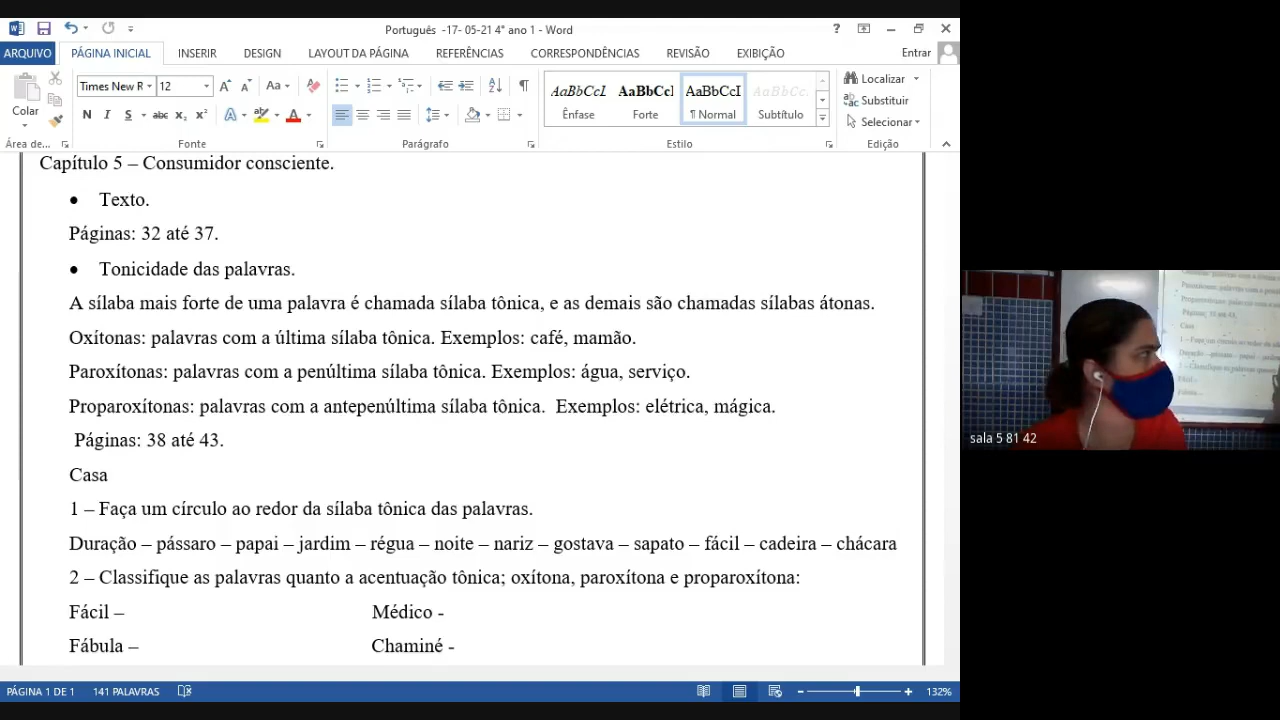 Português -17- 05-21 4° ano 1 - Word
ARQUIVO PÁGINA INICIAL INSERIR DESIGN LAYOUT DA PÁGINA REFERÊNCIAS CORRESPONDÊNCIAS REVISÃO EXIBIÇÃO Entrar
Colar
Times New R 12
N I S abc x₂ x²
AaBbCcI AaBbCcl AaBbCcI AaBbCc.
Ênfase Forte ¶ Normal Subtítulo
Localizar
Substituir
Selecionar
Área de... Fonte Parágrafo Estilo Edição
Capítulo 5 – Consumidor consciente.
• Texto.
Páginas: 32 até 37.
• Tonicidade das palavras.
A sílaba mais forte de uma palavra é chamada sílaba tônica, e as demais são chamadas sílabas átonas.
Oxítonas: palavras com a última sílaba tônica. Exemplos: café, mamão.
Paroxítonas: palavras com a penúltima sílaba tônica. Exemplos: água, serviço.
Proparoxítonas: palavras com a antepenúltima sílaba tônica. Exemplos: elétrica, mágica.
Páginas: 38 até 43.
Casa
1 – Faça um círculo ao redor da sílaba tônica das palavras.
Duração – pássaro – papai – jardim – régua – noite – nariz – gostava – sapato – fácil – cadeira – chácara
2 – Classifique as palavras quanto a acentuação tônica; oxítona, paroxítona e proparoxítona:
Fácil – Médico -
Fábula – Chaminé -
PÁGINA 1 DE 1 141 PALAVRAS 132%
sala 5 81 42